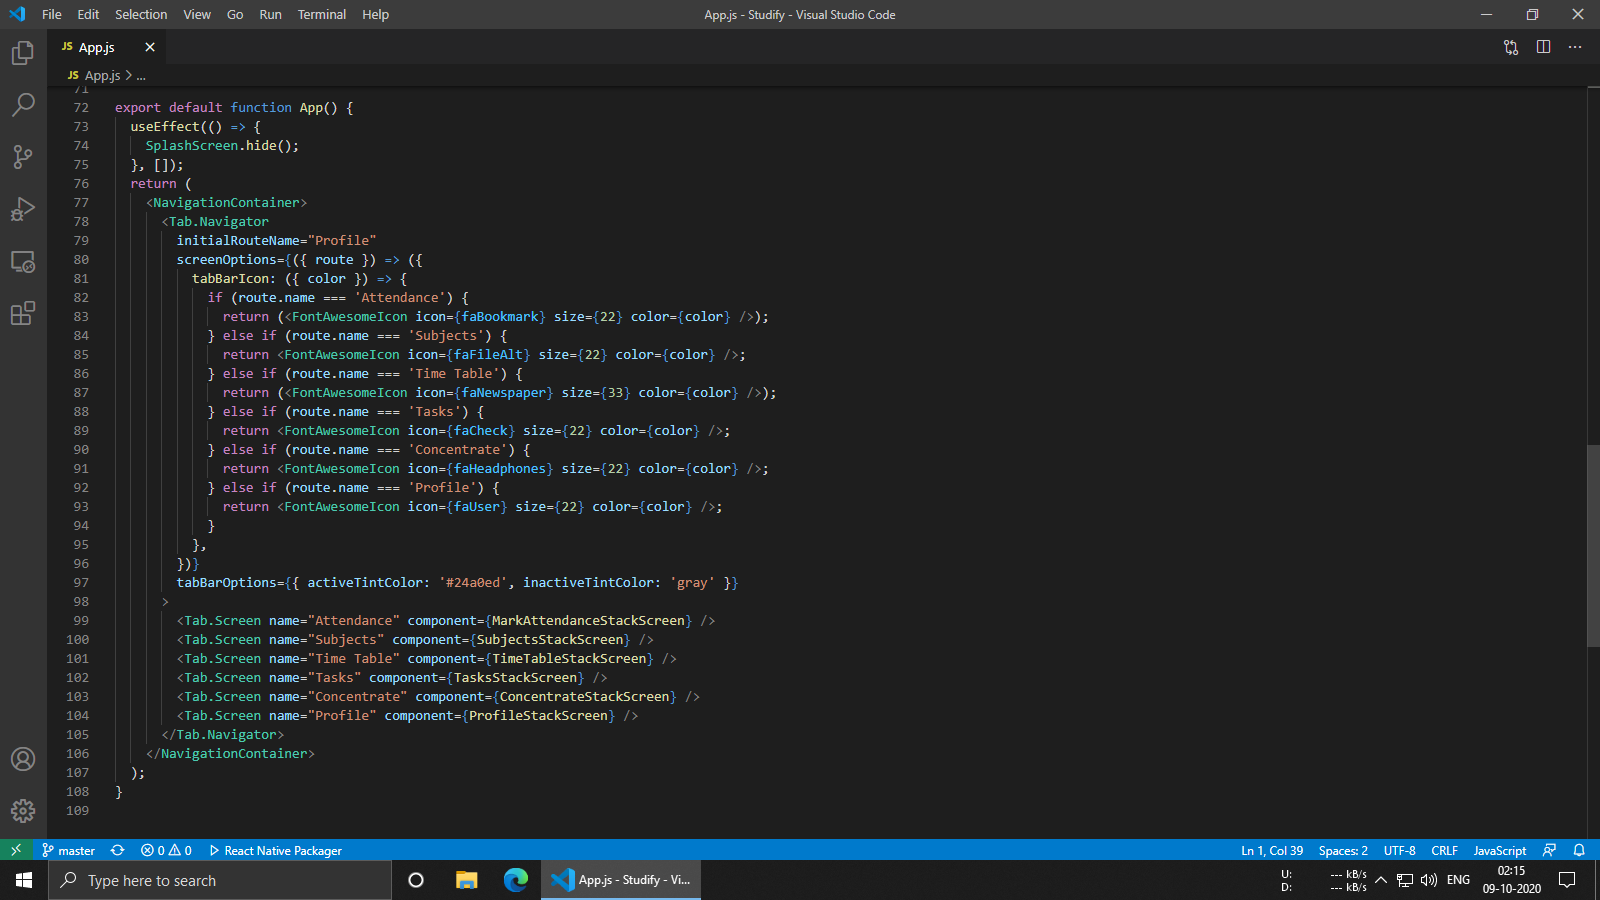 File Edit Selection View Go Run Terminal Help
App.js - Studify - Visual Studio Code
JS App.js ×
JS App.js > ...
71
72 export default function App() {
73 useEffect(() => {
74 SplashScreen.hide();
75 }, []);
76 return (
77 <NavigationContainer>
78 <Tab.Navigator
79 initialRouteName="Profile"
80 screenOptions={({ route }) => ({
81 tabBarIcon: ({ color }) => {
82 if (route.name === 'Attendance') {
83 return (<FontAwesomeIcon icon={faBookmark} size={22} color={color} />);
84 } else if (route.name === 'Subjects') {
85 return <FontAwesomeIcon icon={faFileAlt} size={22} color={color} />;
86 } else if (route.name === 'Time Table') {
87 return (<FontAwesomeIcon icon={faNewspaper} size={33} color={color} />);
88 } else if (route.name === 'Tasks') {
89 return <FontAwesomeIcon icon={faCheck} size={22} color={color} />;
90 } else if (route.name === 'Concentrate') {
91 return <FontAwesomeIcon icon={faHeadphones} size={22} color={color} />;
92 } else if (route.name === 'Profile') {
93 return <FontAwesomeIcon icon={faUser} size={22} color={color} />;
94 }
95 },
96 })}
97 tabBarOptions={{ activeTintColor: '#24a0ed', inactiveTintColor: 'gray' }}
98 >
99 <Tab.Screen name="Attendance" component={MarkAttendanceStackScreen} />
100 <Tab.Screen name="Subjects" component={SubjectsStackScreen} />
101 <Tab.Screen name="Time Table" component={TimeTableStackScreen} />
102 <Tab.Screen name="Tasks" component={TasksStackScreen} />
103 <Tab.Screen name="Concentrate" component={ConcentrateStackScreen} />
104 <Tab.Screen name="Profile" component={ProfileStackScreen} />
105 </Tab.Navigator>
106 </NavigationContainer>
107 );
108 }
109
master 0 0 React Native Packager Ln 1, Col 39 Spaces: 2 UTF-8 CRLF JavaScript
Type here to search
App.js - Studify - Vi...
U: --- kB/s
D: --- kB/s
ENG
02:15
09-10-2020